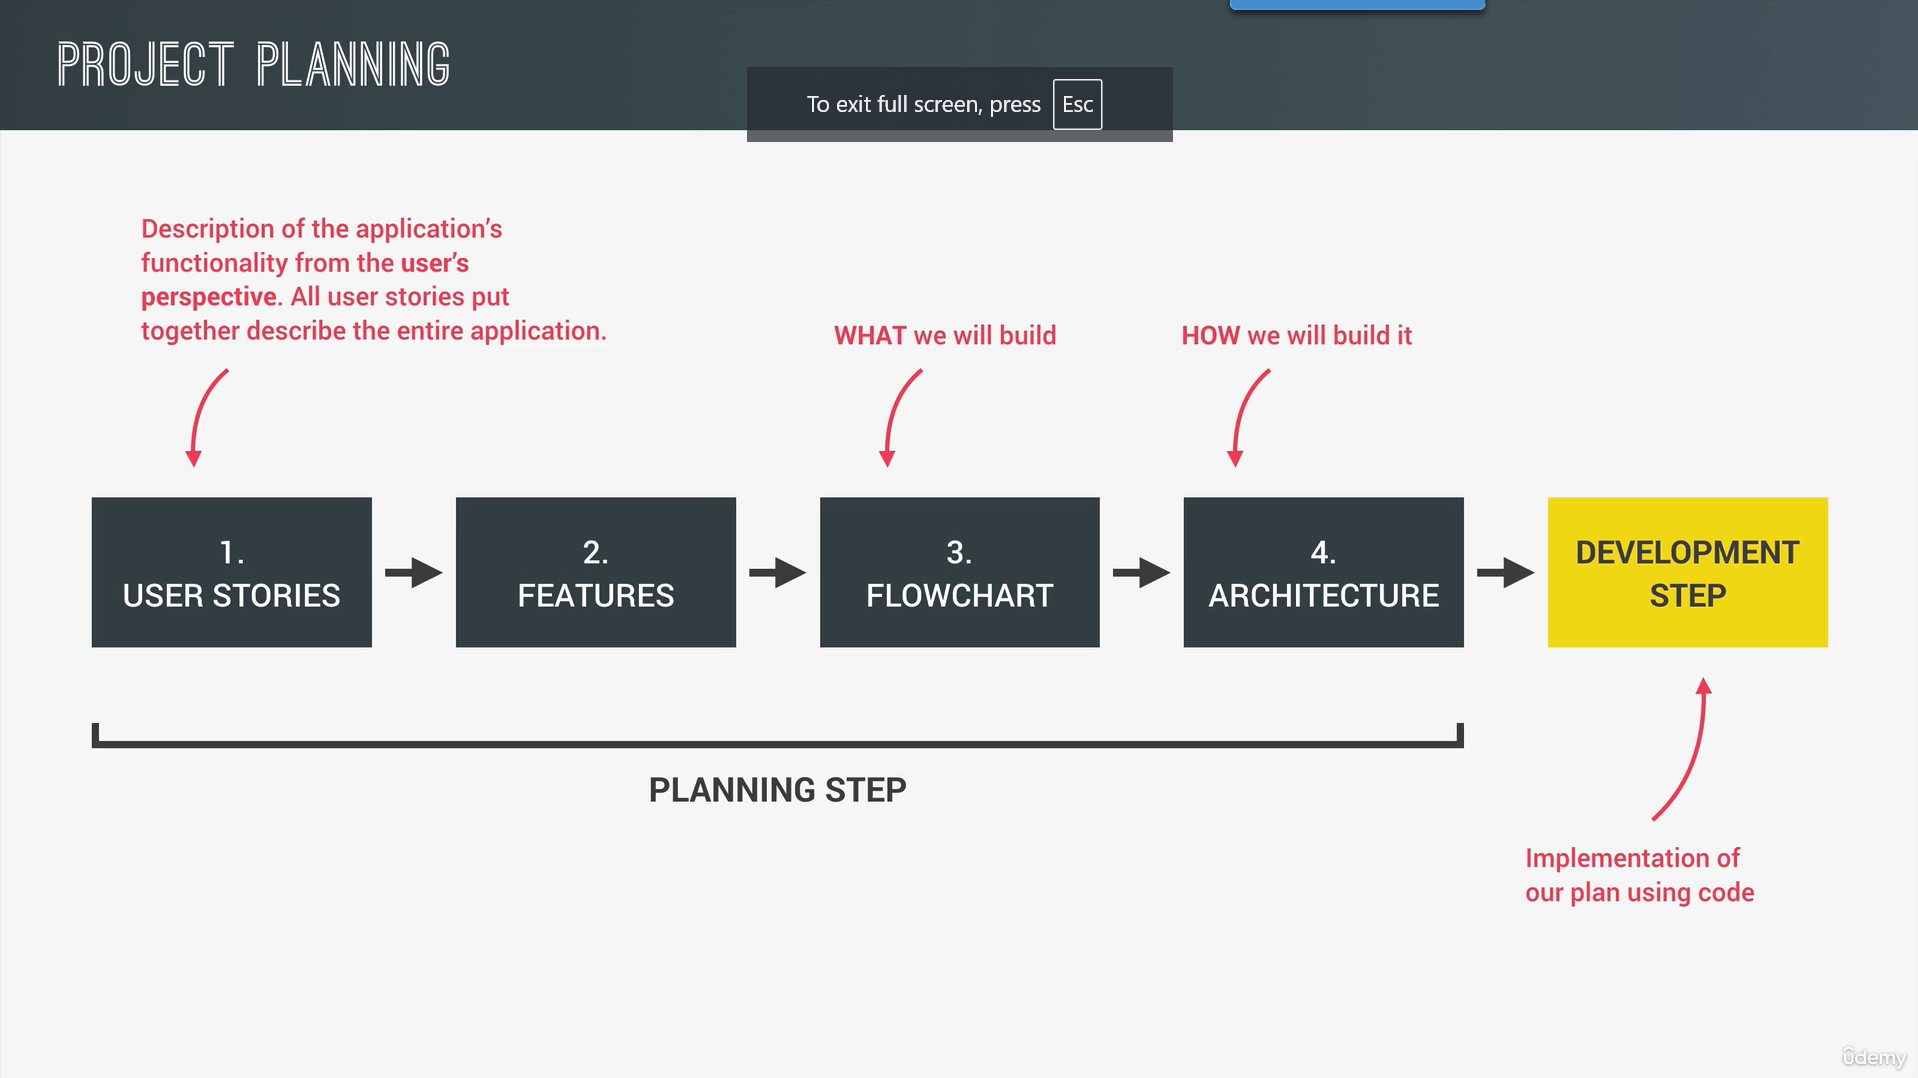 PROJECT PLANNING
To exit full screen, press Esc
Description of the application’s
functionality from the user’s
perspective. All user stories put
together describe the entire application.
WHAT we will build
HOW we will build it
1.
USER STORIES
2.
FEATURES
3.
FLOWCHART
4.
ARCHITECTURE
DEVELOPMENT
STEP
PLANNING STEP
Implementation of
our plan using code
ûdemy